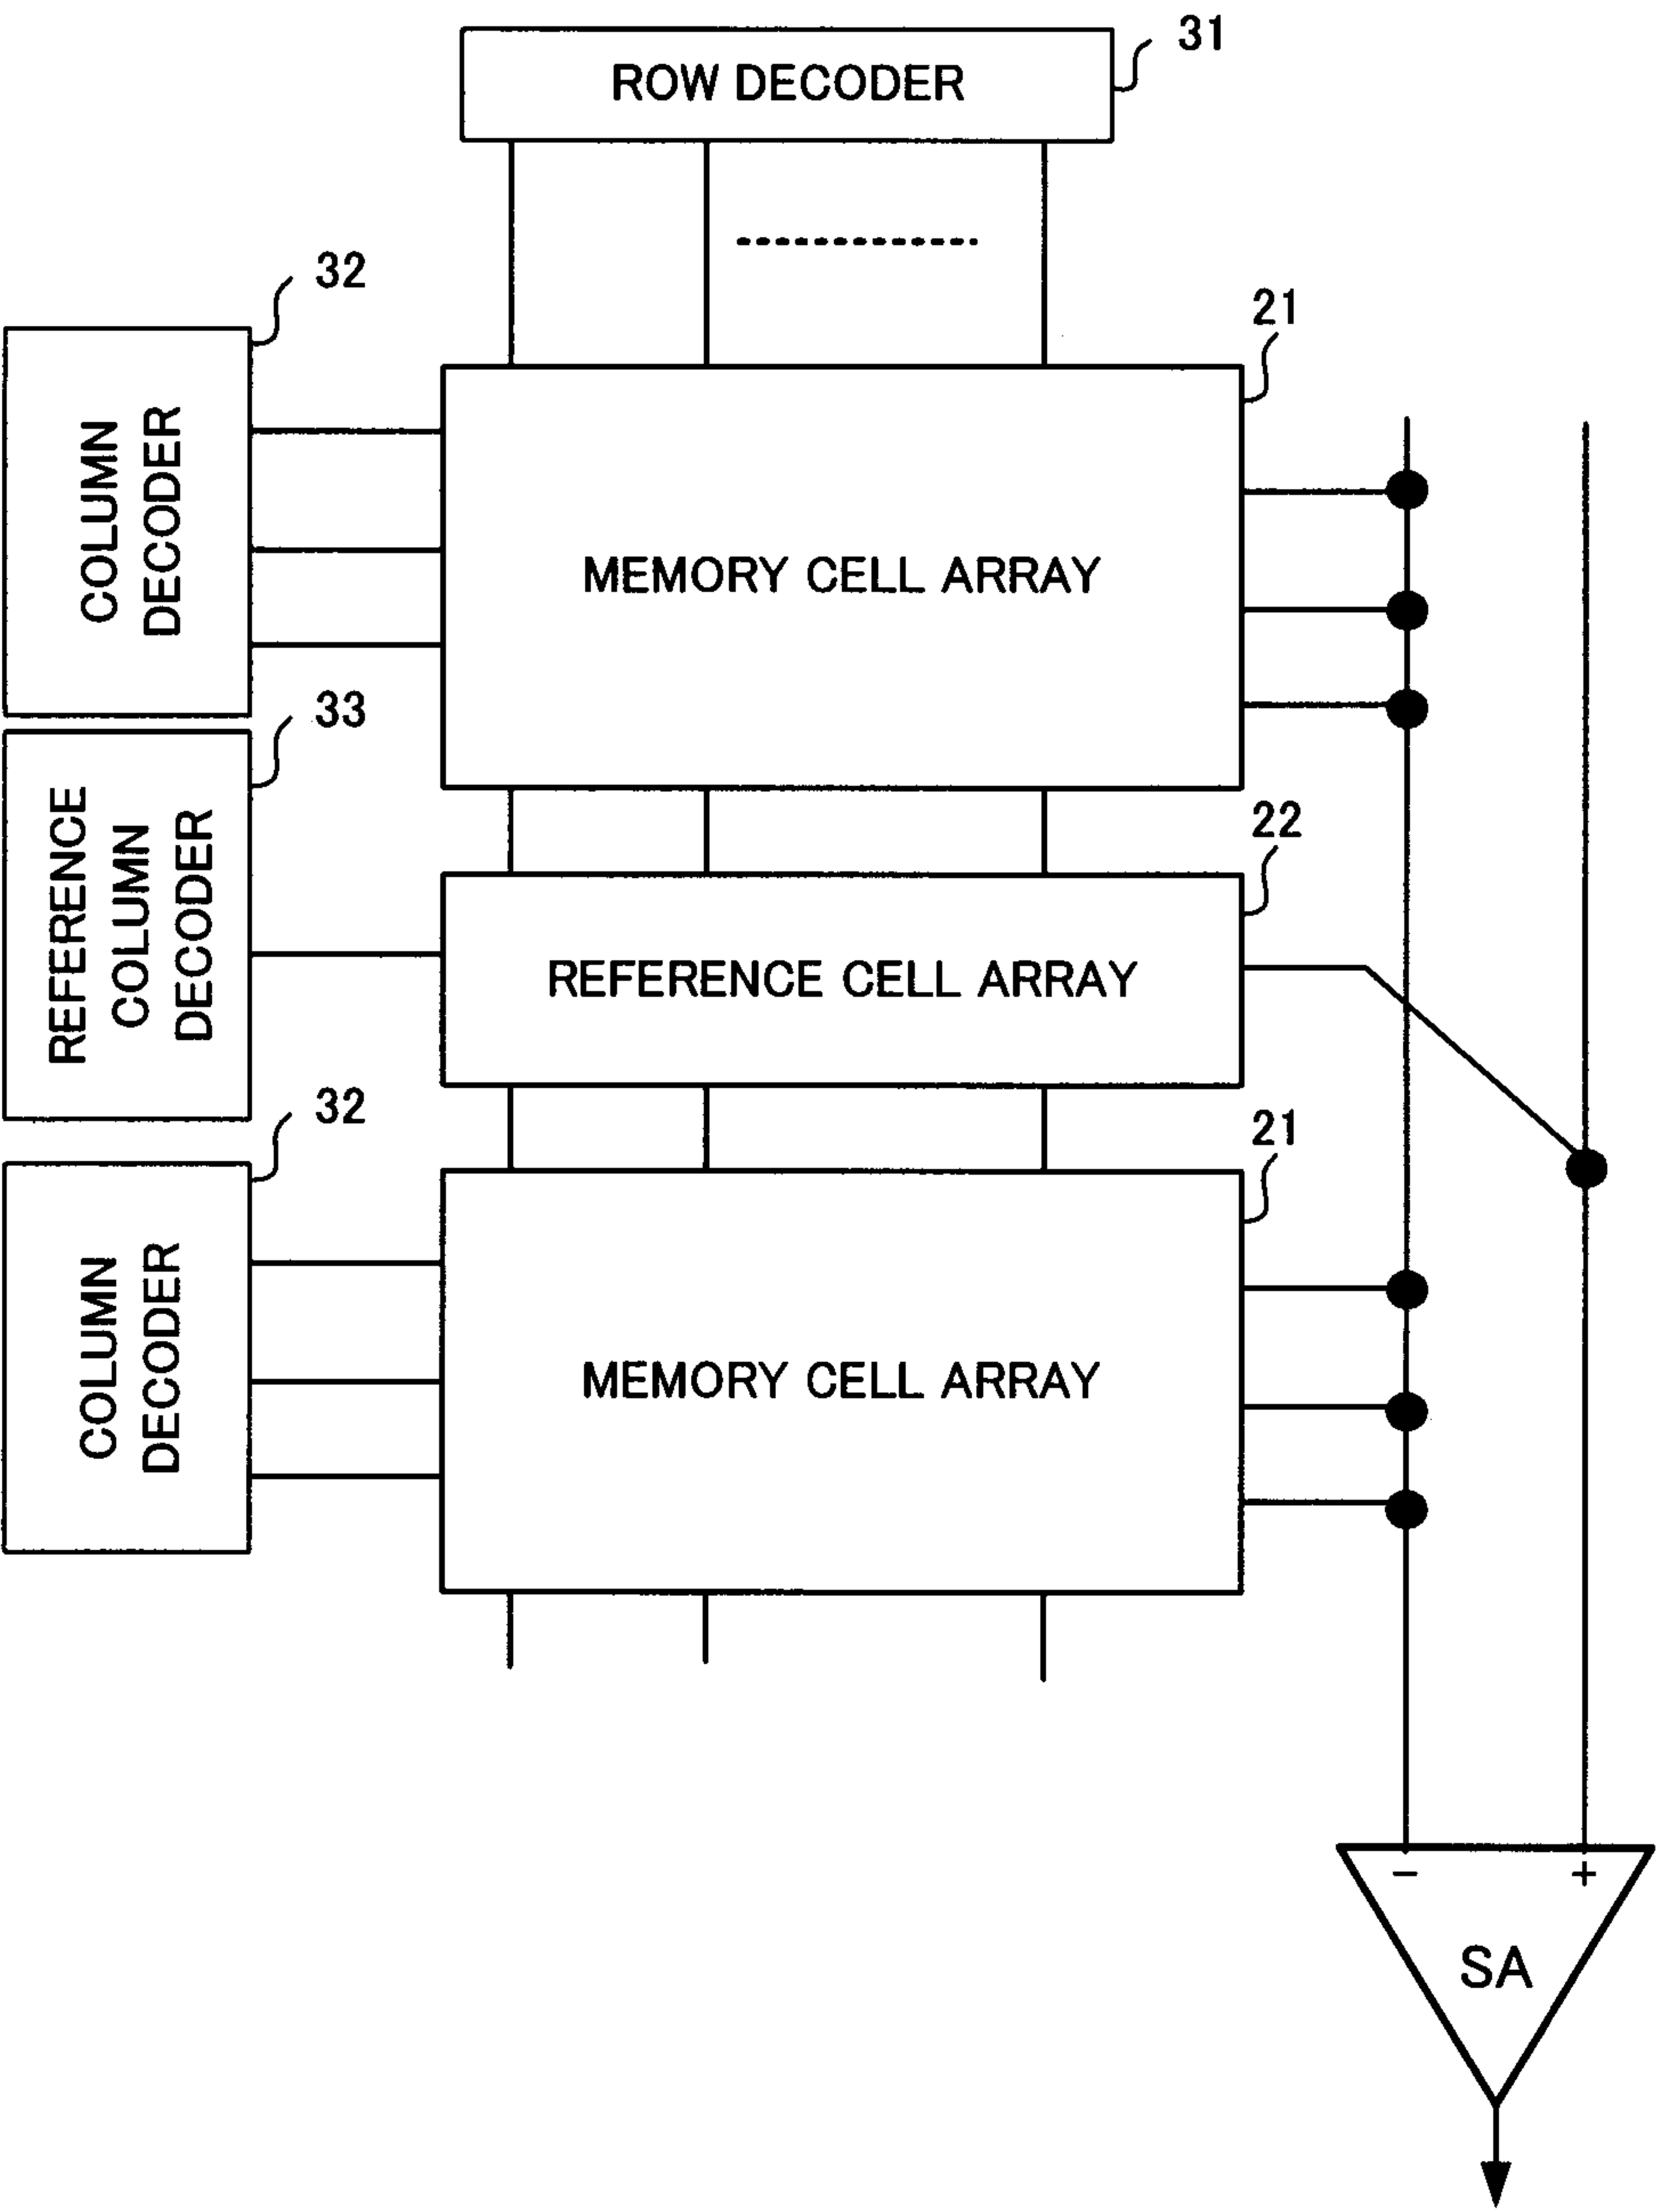 31
ROW DECODER
32
21
COLUMN
DECODER
MEMORY CELL ARRAY
33
22
REFERENCE
COLUMN
DECODER
REFERENCE CELL ARRAY
32
21
COLUMN
DECODER
MEMORY CELL ARRAY
- +
SA